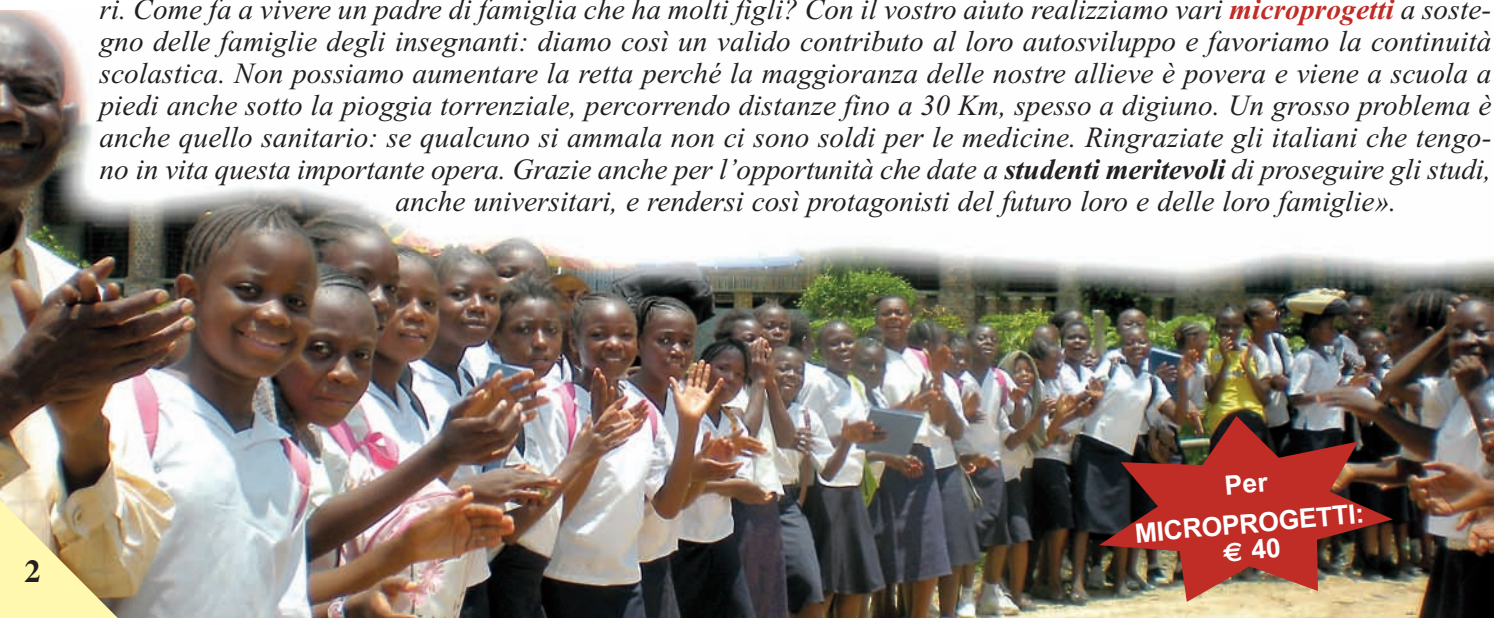 ri. Come fa a vivere un padre di famiglia che ha molti figli? Con il vostro aiuto realizziamo vari microprogetti a soste-
gno delle famiglie degli insegnanti: diamo così un valido contributo al loro autosviluppo e favoriamo la continuità
scolastica. Non possiamo aumentare la retta perché la maggioranza delle nostre allieve è povera e viene a scuola a
piedi anche sotto la pioggia torrenziale, percorrendo distanze fino a 30 Km, spesso a digiuno. Un grosso problema è
anche quello sanitario: se qualcuno si ammala non ci sono soldi per le medicine. Ringraziate gli italiani che tengo-
no in vita questa importante opera. Grazie anche per l'opportunità che date a studenti meritevoli di proseguire gli studi,
anche universitari, e rendersi così protagonisti del futuro loro e delle loro famiglie».
Per
MICROPROGETTI:
€ 40
2